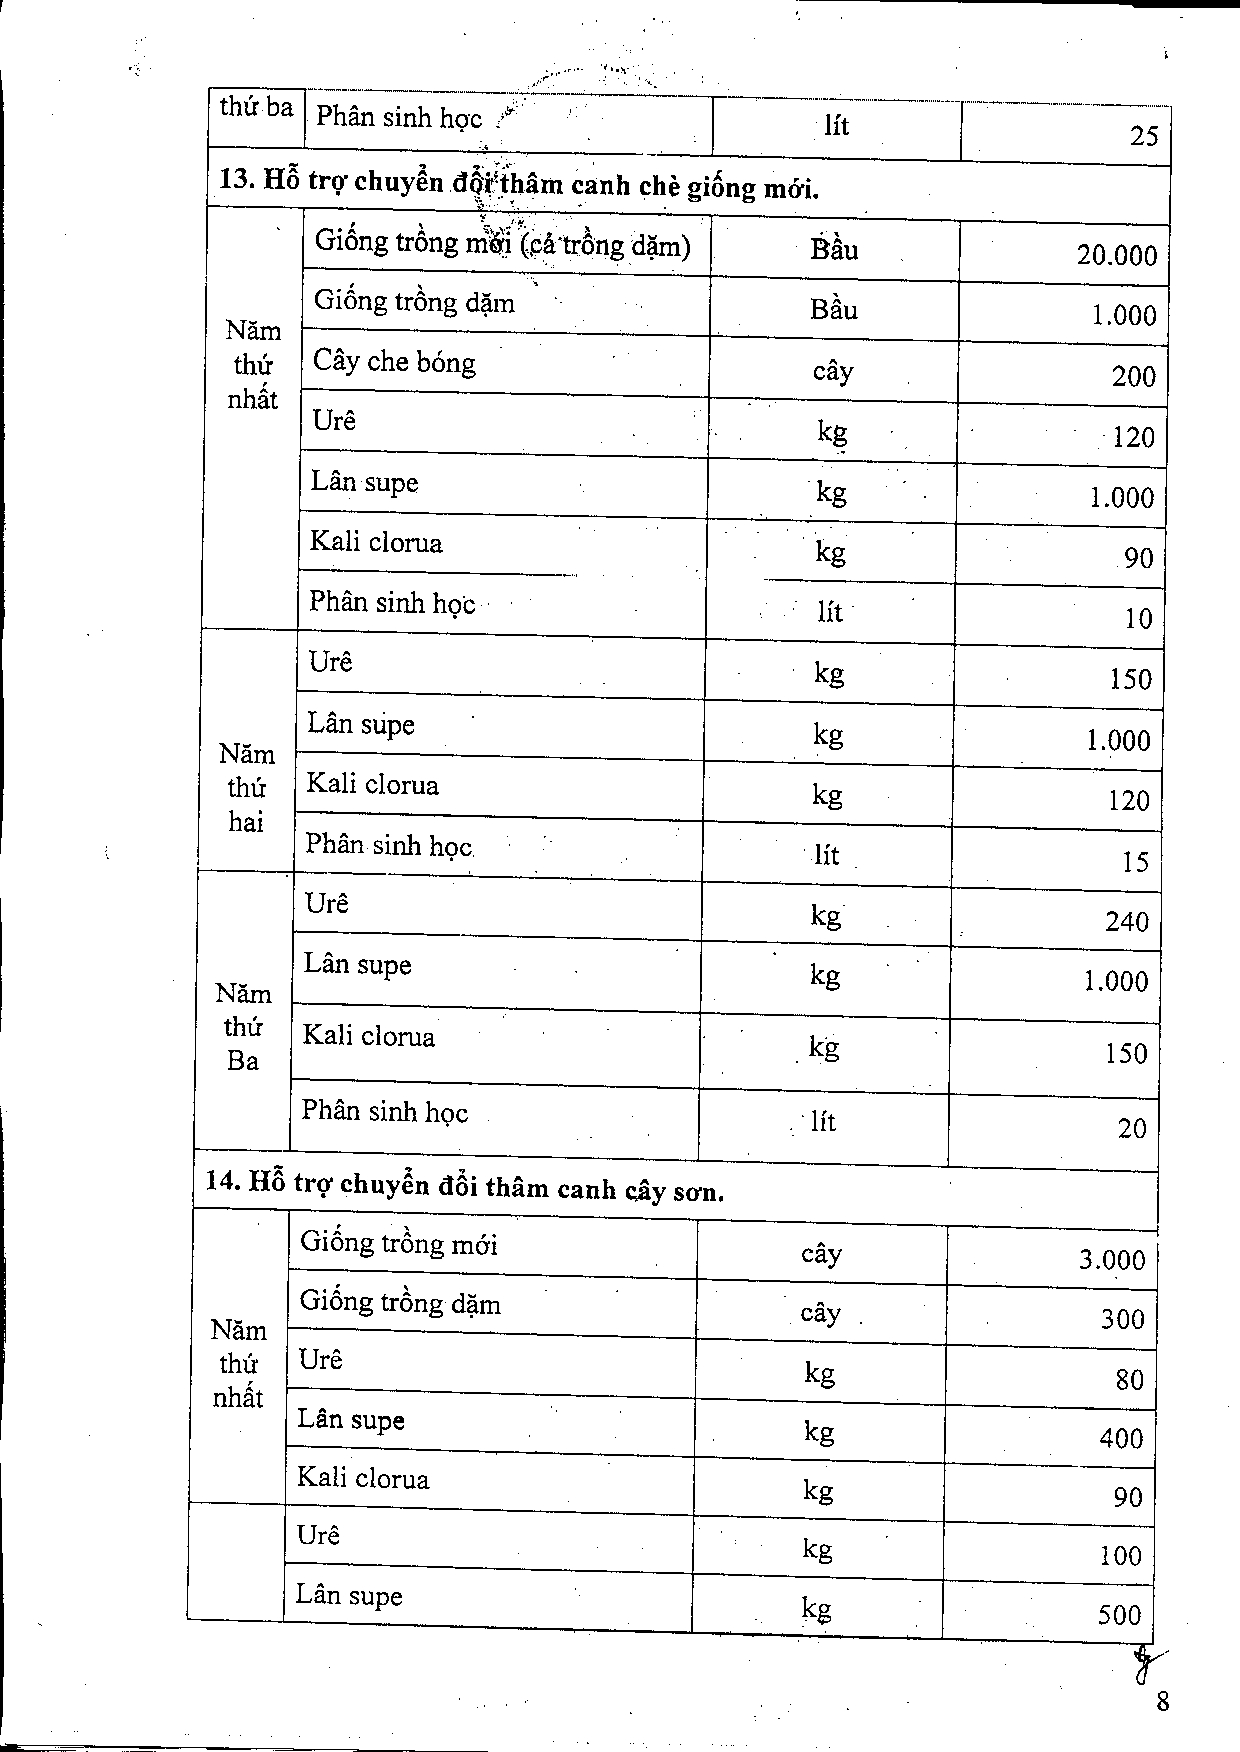 thứ ba Phân sinh học lít 25
13. Hỗ trợ chuyển đổi thâm canh chè giống mới.
Giống trồng mới (cả trồng dặm) Bầu 20.000
Giống trồng dặm Bầu 1.000
Năm
thứ
nhất
Cây che bóng cây 200
Urê kg 120
Lân supe kg 1.000
Kali clorua kg 90
Phân sinh học lít 10
Urê kg 150
Lân supe kg 1.000
Năm
thứ
hai
Kali clorua kg 120
Phân sinh học lít 15
Urê kg 240
Lân supe kg 1.000
Năm
thứ
Ba
Kali clorua kg 150
Phân sinh học lít 20
14. Hỗ trợ chuyển đổi thâm canh cây sơn.
Giống trồng mới cây 3.000
Giống trồng dặm cây 300
Năm
thứ
nhất
Urê kg 80
Lân supe kg 400
Kali clorua kg 90
Urê kg 100
Lân supe kg 500
8